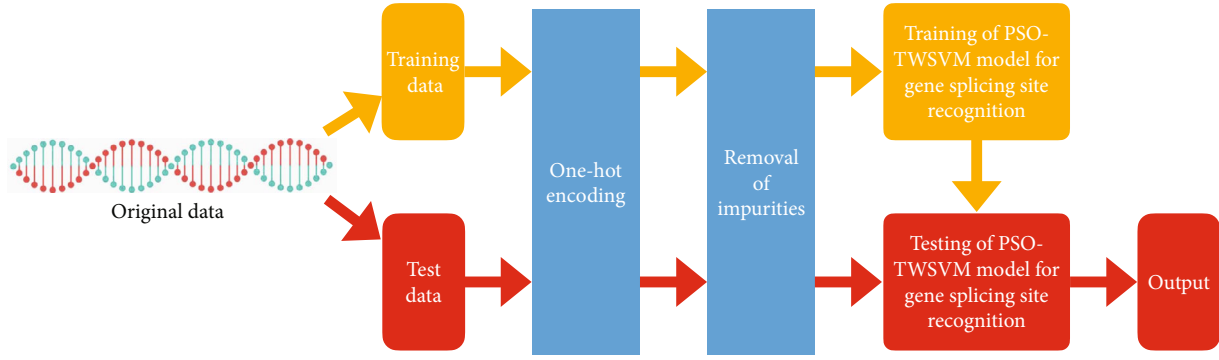 Original data
Training
data
Test
data
One-hot
encoding
Removal
of
impurities
Training of PSO-
TWSVM model for
gene splicing site
recognition
Testing of PSO-
TWSVM model for
gene splicing site
recognition
Output